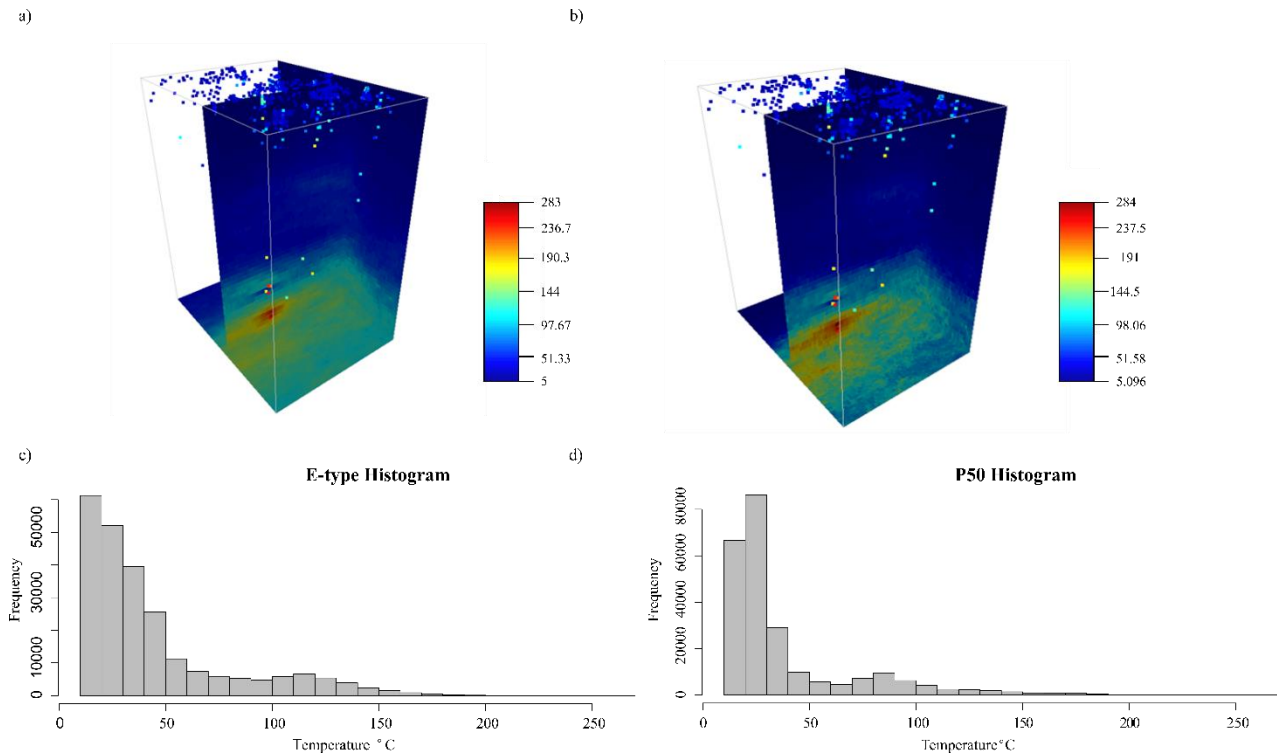 a)
b)
283
236.7
190.3
144
97.67
51.33
5
284
237.5
191
144.5
98.06
51.58
5.096
c)
E-type Histogram
Frequency
50000
30000
10000
0
0 50 100 150 200 250
Temperature °C
d)
P50 Histogram
Frequency
80000
60000
40000
20000
0
0 50 100 150 200 250
Temperature°C